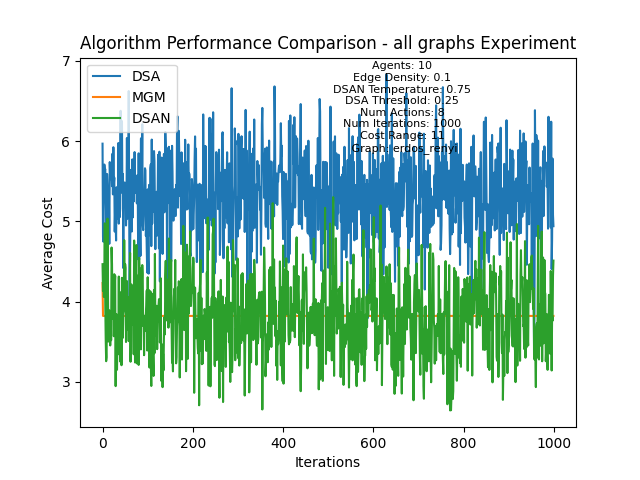 Algorithm Performance Comparison - all graphs Experiment
DSA
MGM
DSAN
Agents: 10
Edge Density: 0.1
DSAN Temperature: 0.75
DSA Threshold: 0.25
Num Actions: 8
Num Iterations: 1000
Cost Range: 11
Graph: erdos_renyi
Average Cost
7
6
5
4
3
0
200
400
600
800
1000
Iterations